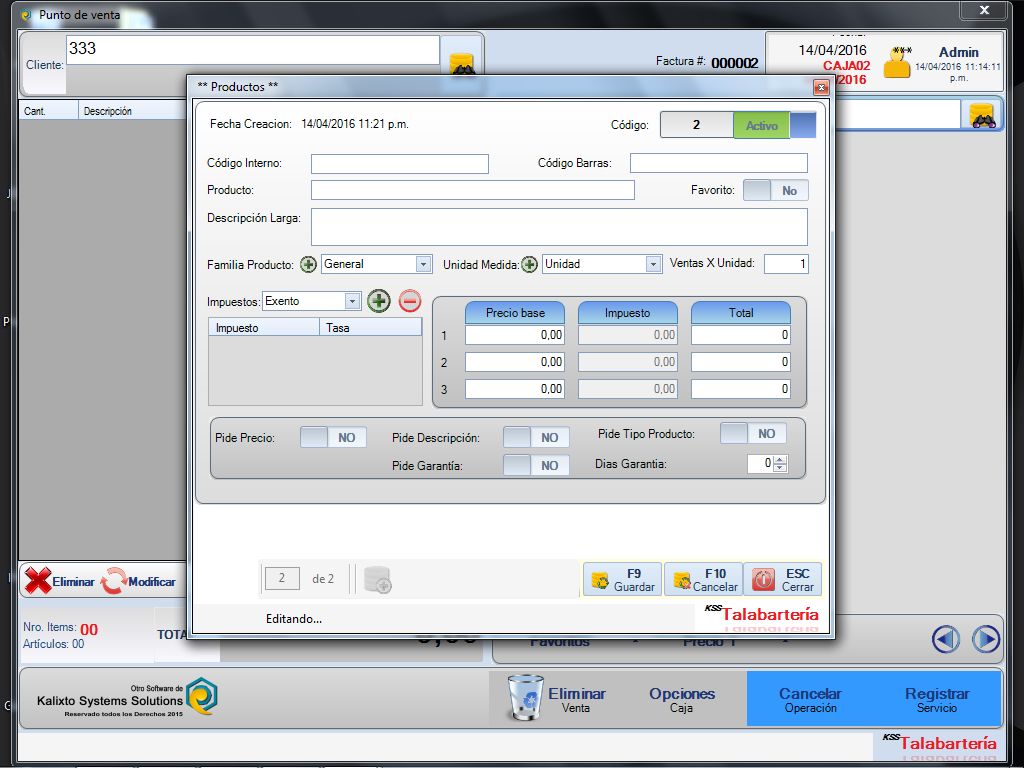 Punto de venta
X
Cliente:
333
Factura #: 000002
14/04/2016
CAJA02
2016
***
Admin
14/04/2016 11:14:11
p.m.
Cant.
Descripción
** Productos **
Fecha Creacion: 14/04/2016 11:21 p.m.
Código: 2 Activo
Código Interno:
Código Barras:
Producto:
Favorito: No
Descripción Larga:
Familia Producto: General
Unidad Medida: Unidad
Ventas X Unidad: 1
Impuestos: Exento
Impuesto Tasa
Precio base Impuesto Total
1 0,00 0,00 0
2 0,00 0,00 0
3 0,00 0,00 0
Pide Precio: NO
Pide Descripción: NO
Pide Tipo Producto: NO
Pide Garantía: NO
Dias Garantia: 0
2 de 2
F9
Guardar
F10
Cancelar
ESC
Cerrar
Editando...
KSS Talabartería
Eliminar
Modificar
Nro. Items: 00
Artículos: 00
TOTA
Favoritos
Precio 1
Otro Software de
Kalixto Systems Solutions
Reservado todos los Derechos 2015
Eliminar
Venta
Opciones
Caja
Cancelar
Operación
Registrar
Servicio
KSS Talabartería